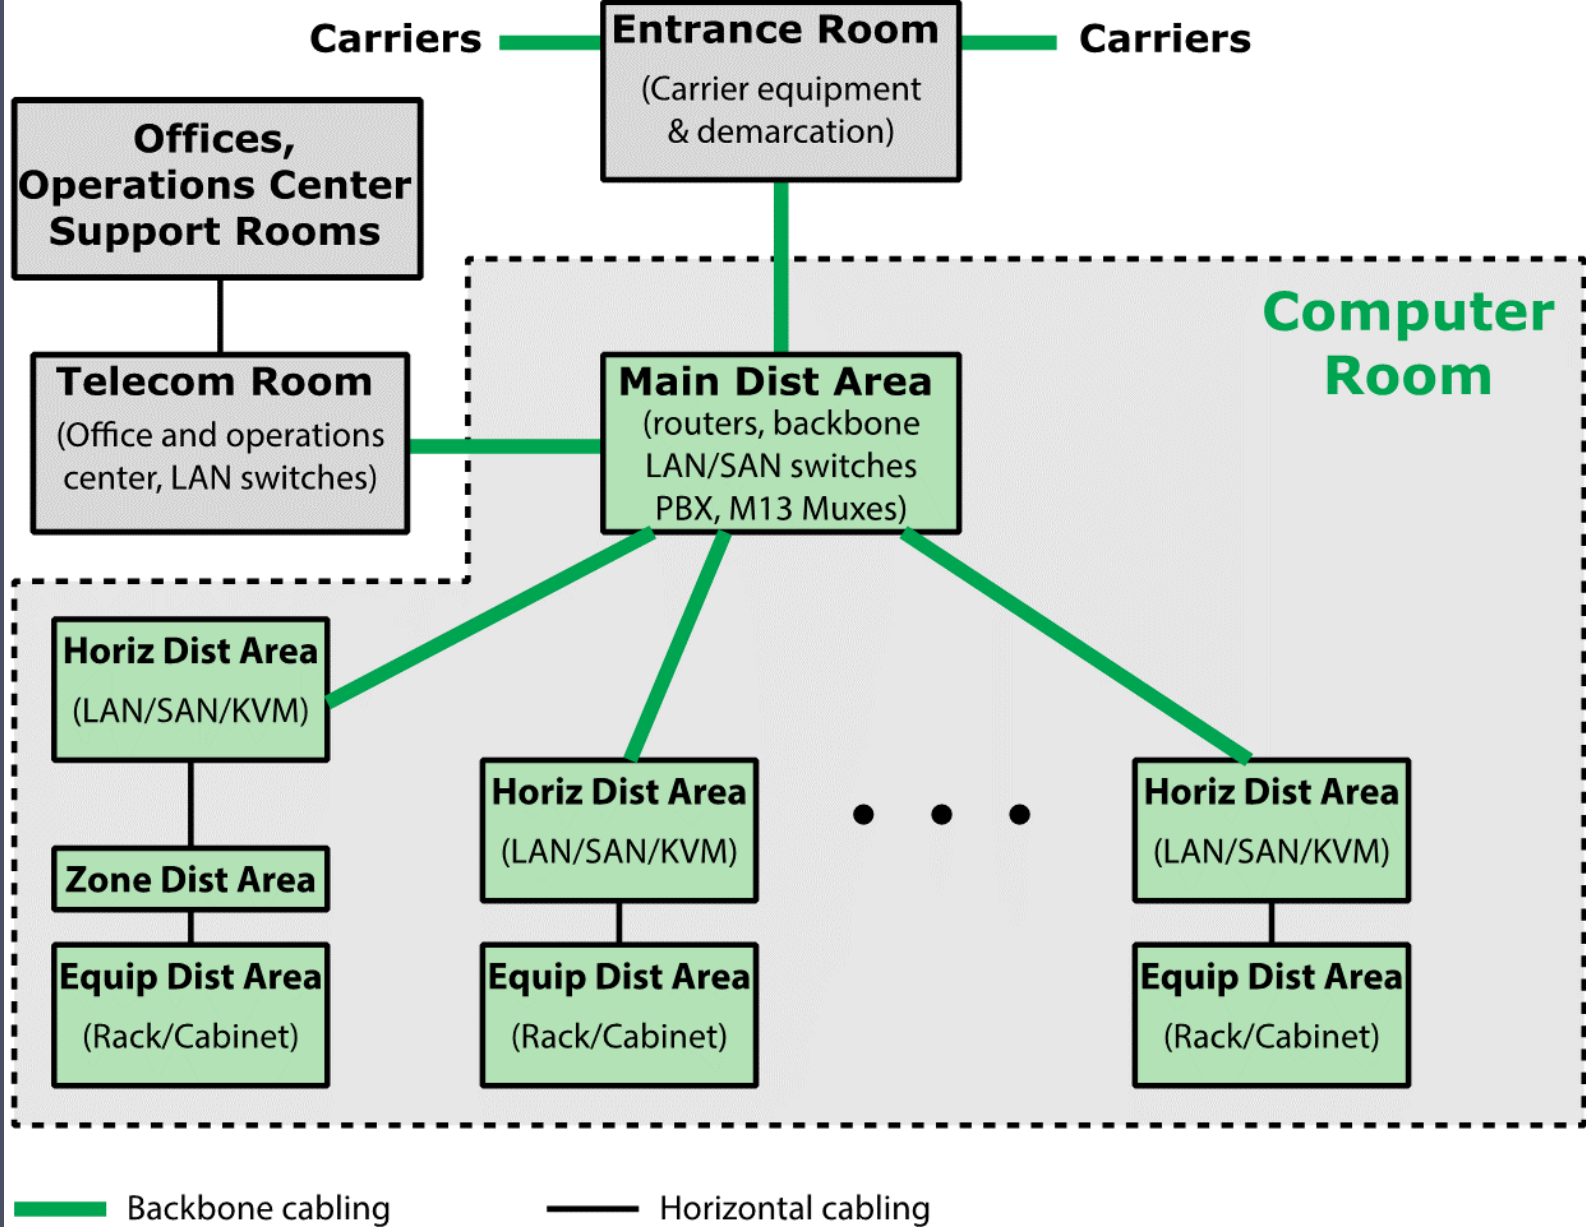 Carriers
Entrance Room
(Carrier equipment
& demarcation)
Carriers
Offices,
Operations Center
Support Rooms
Computer
Room
Telecom Room
(Office and operations
center, LAN switches)
Main Dist Area
(routers, backbone
LAN/SAN switches
PBX, M13 Muxes)
Horiz Dist Area
(LAN/SAN/KVM)
Zone Dist Area
Equip Dist Area
(Rack/Cabinet)
Horiz Dist Area
(LAN/SAN/KVM)
Equip Dist Area
(Rack/Cabinet)
Horiz Dist Area
(LAN/SAN/KVM)
Equip Dist Area
(Rack/Cabinet)
Backbone cabling
Horizontal cabling